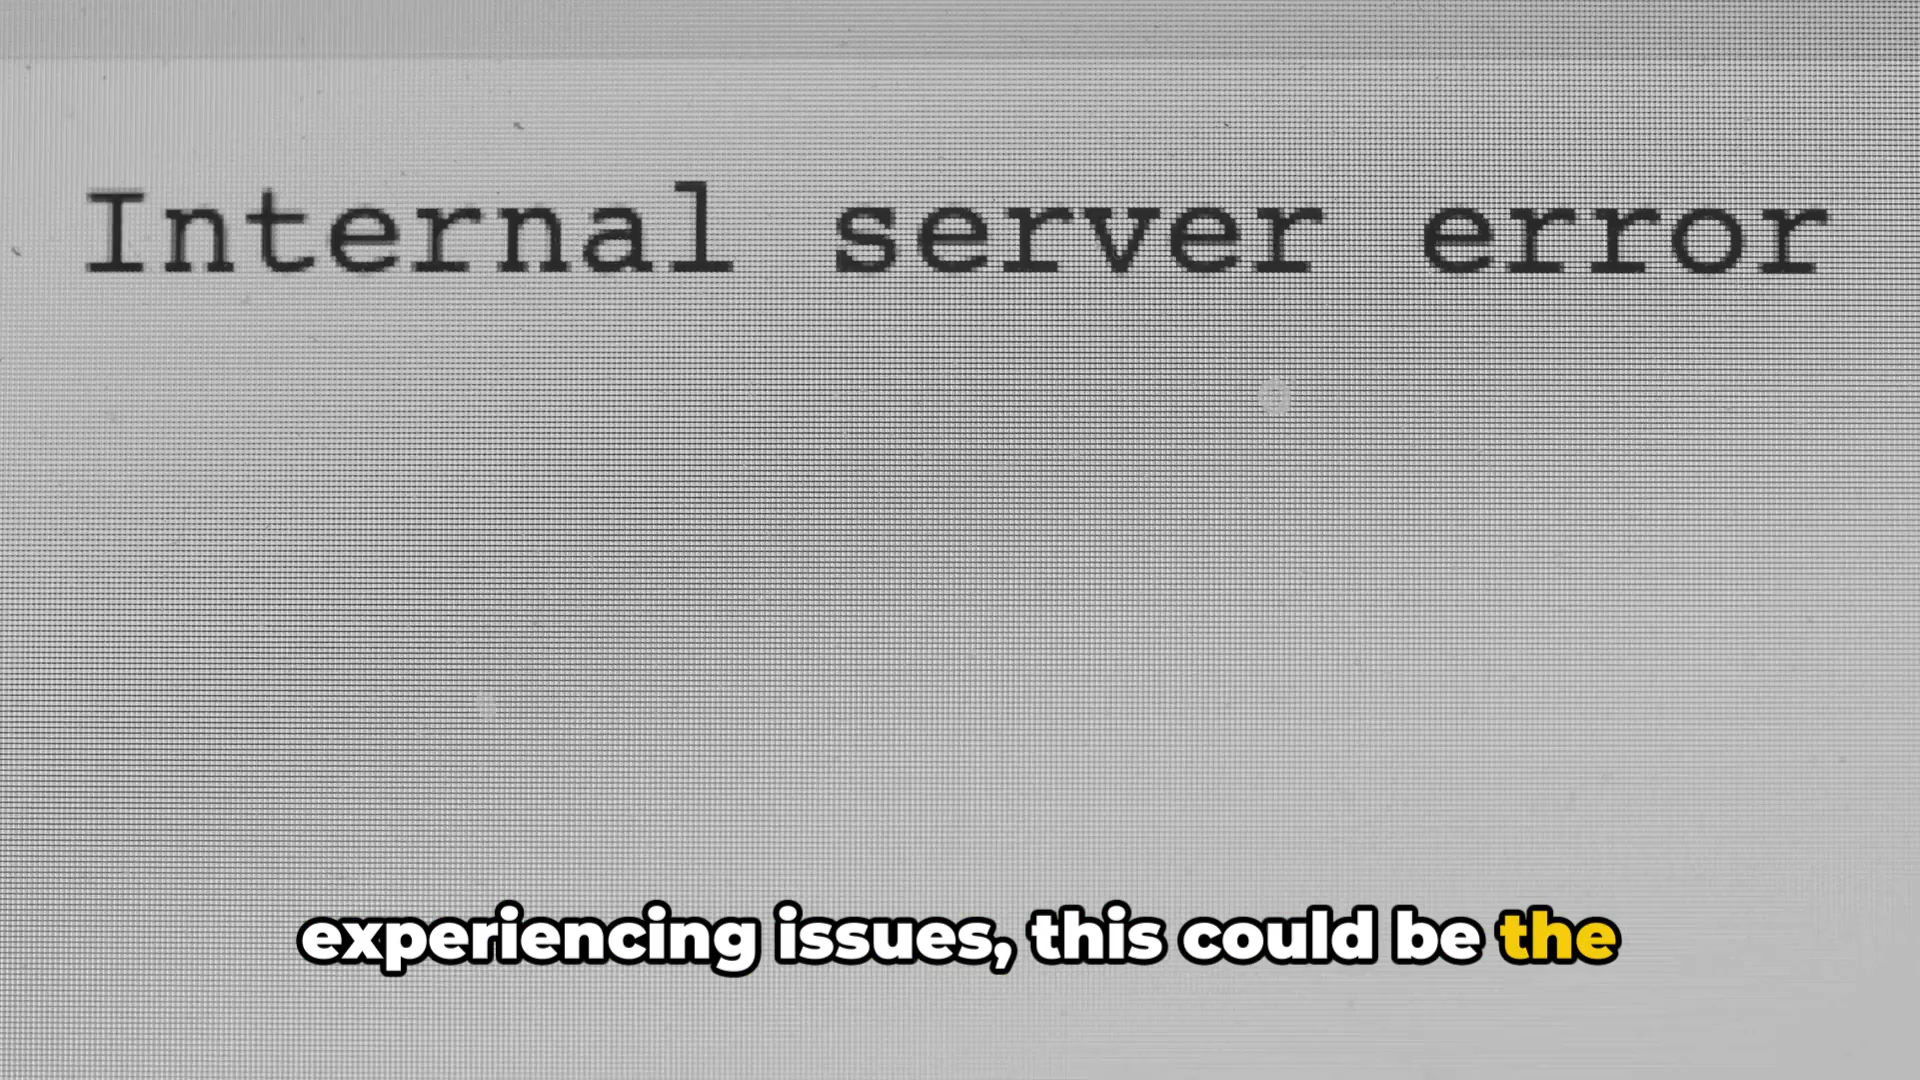 Internal server error
experiencing issues, this could be the